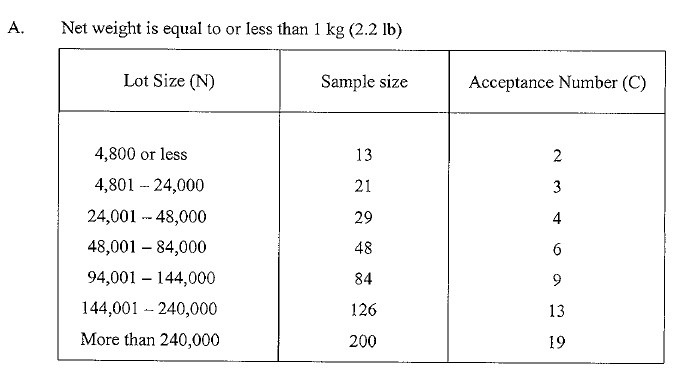 A. Net weight is equal to or less than 1 kg (2.2 lb)
Lot Size (N) Sample size Acceptance Number (C)
4,800 or less 13 2
4,801 – 24,000 21 3
24,001 – 48,000 29 4
48,001 – 84,000 48 6
94,001 – 144,000 84 9
144,001 – 240,000 126 13
More than 240,000 200 19